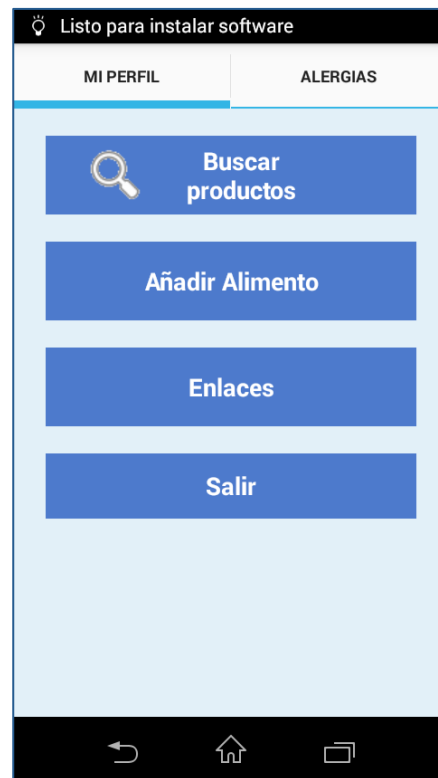 Listo para instalar software
MI PERFIL
ALERGIAS
Buscar
productos
Añadir Alimento
Enlaces
Salir